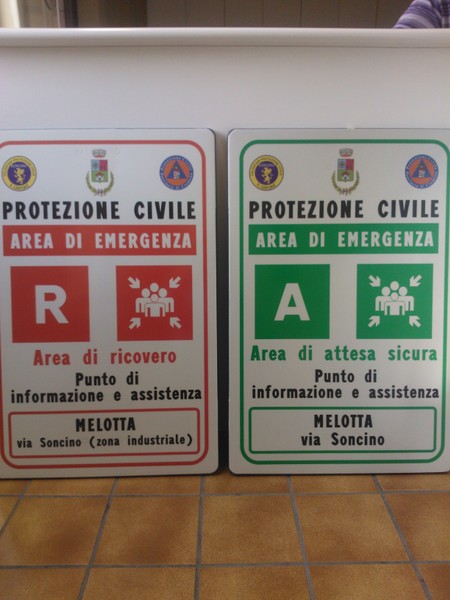 PROTEZIONE CIVILE
AREA DI EMERGENZA
R
Area di ricovero
Punto di
informazione e assistenza
MELOTTA
via Soncino (zona industriale)
PROTEZIONE CIVILE
AREA DI EMERGENZA
A
Area di attesa sicura
Punto di
informazione e assistenza
MELOTTA
via Soncino